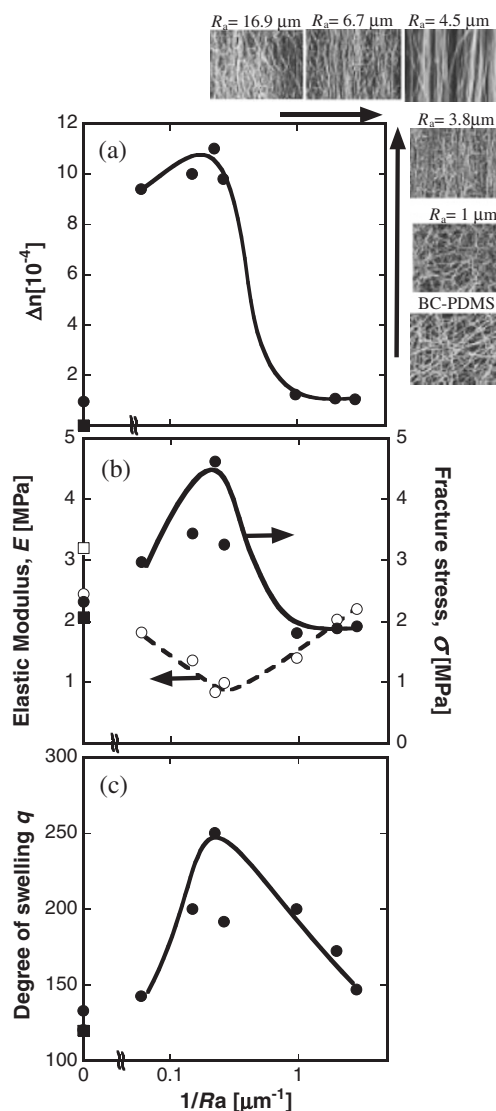 Ra= 16.9 μm Ra= 6.7 μm Ra= 4.5 μm
Ra= 3.8μm
Ra= 1 μm
BC-PDMS
(a)
12
10
8
6
4
2
Δn[10-4]
(b)
5
4
3
2
1
Elastic Modulus, E [MPa]
5
4
3
2
1
0
Fracture stress, σ [MPa]
(c)
300
250
200
150
100
Degree of swelling q
0 0.1 1
1/Ra [μm-1]